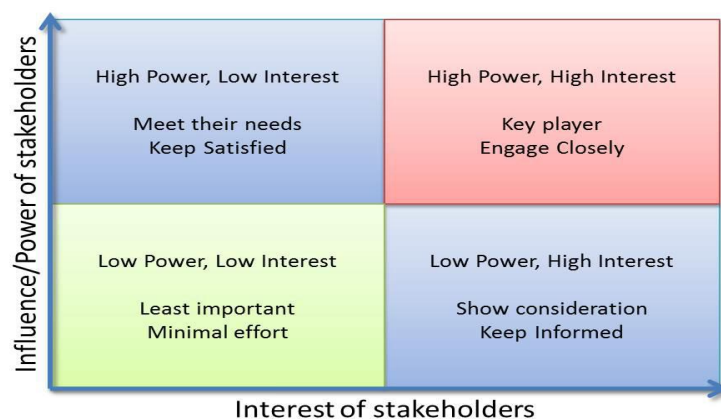 Influence/Power of stakeholders
High Power, Low Interest
Meet their needs
Keep Satisfied
High Power, High Interest
Key player
Engage Closely
Low Power, Low Interest
Least important
Minimal effort
Low Power, High Interest
Show consideration
Keep Informed
Interest of stakeholders